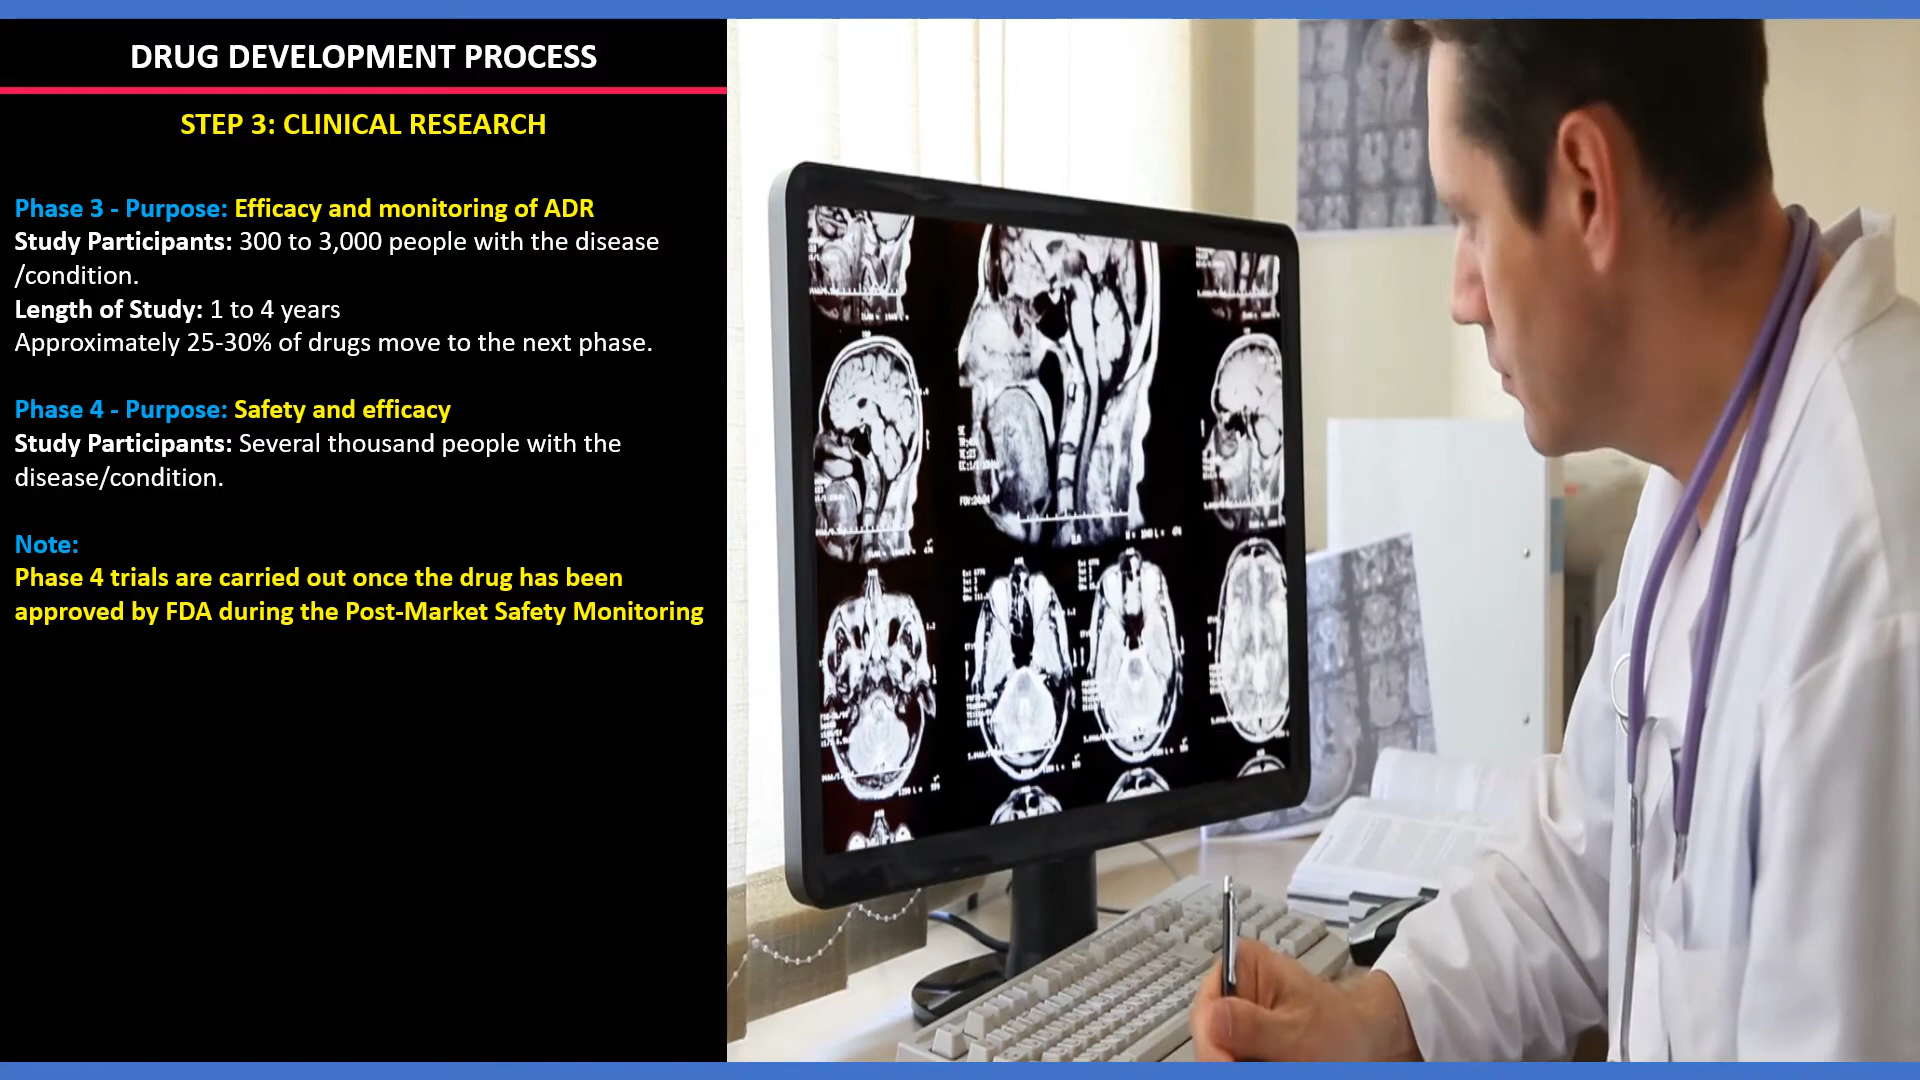 DRUG DEVELOPMENT PROCESS
STEP 3: CLINICAL RESEARCH
Phase 3 - Purpose: Efficacy and monitoring of ADR
Study Participants: 300 to 3,000 people with the disease
/condition.
Length of Study: 1 to 4 years
Approximately 25-30% of drugs move to the next phase.
Phase 4 - Purpose: Safety and efficacy
Study Participants: Several thousand people with the
disease/condition.
Note:
Phase 4 trials are carried out once the drug has been
approved by FDA during the Post-Market Safety Monitoring